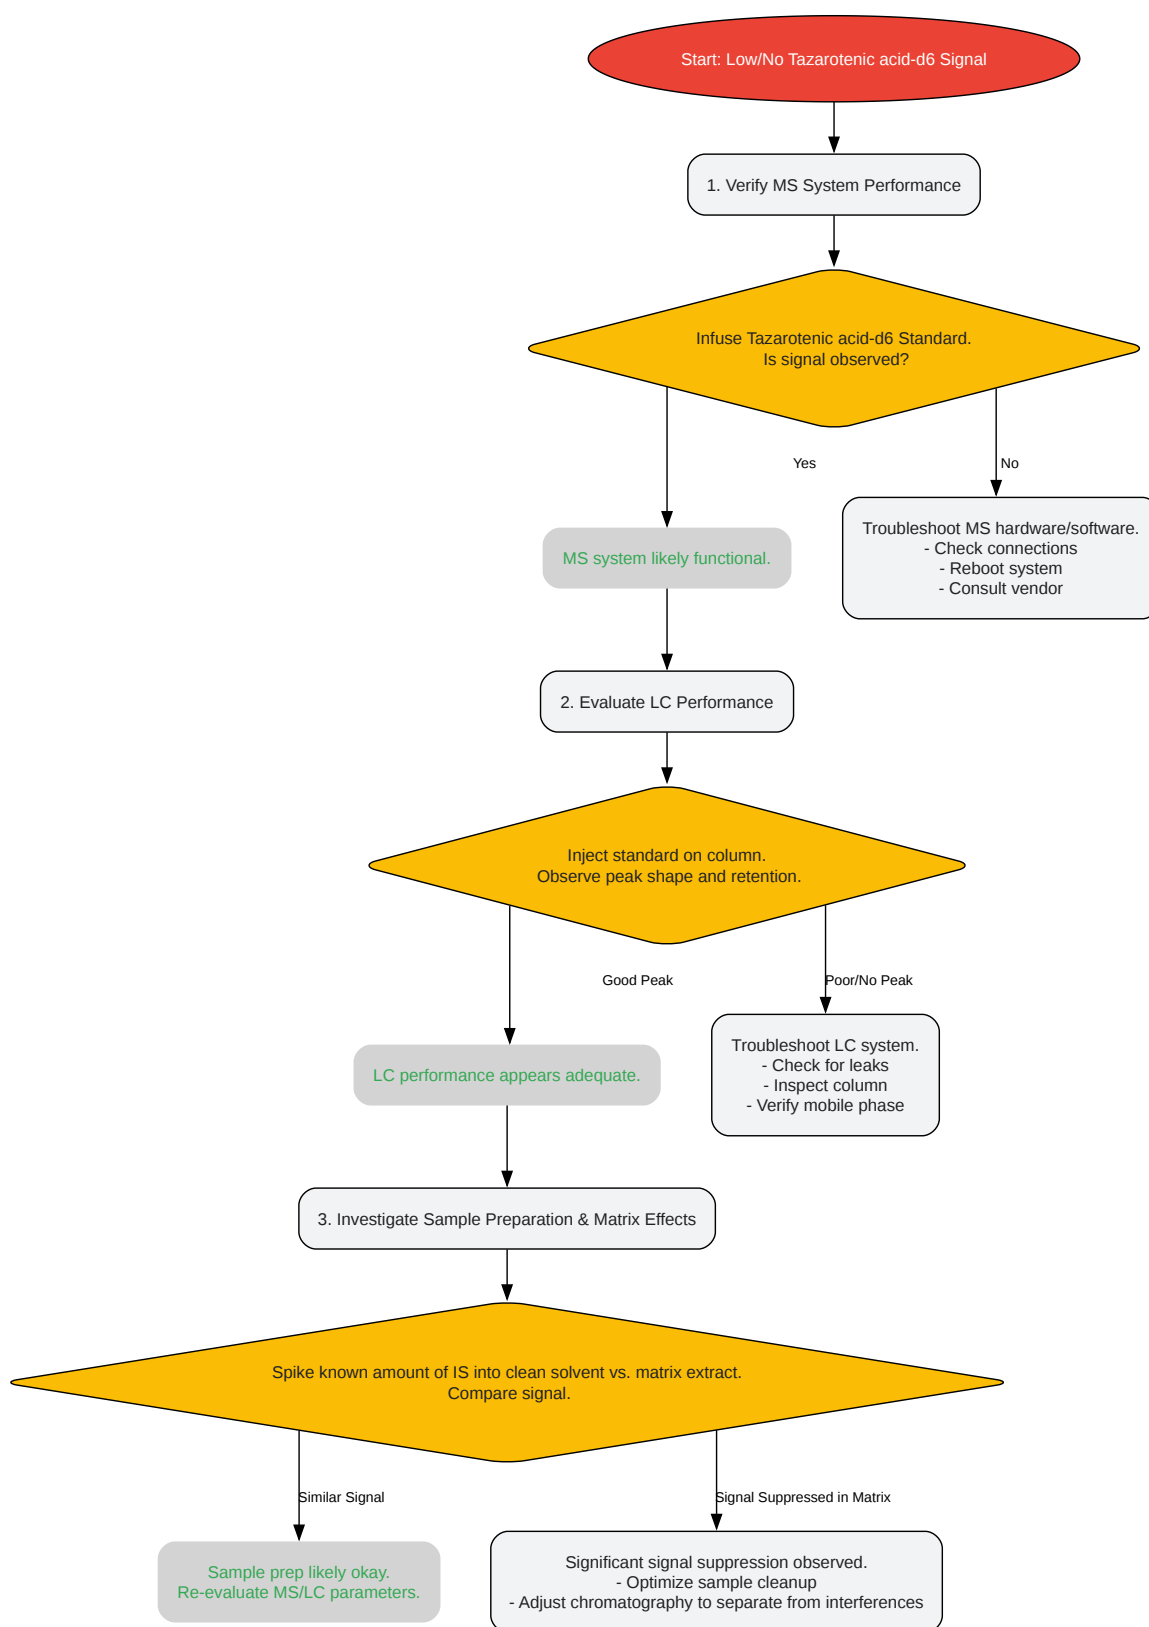 Start: Low/No Tazarotenic acid-d6 Signal
1. Verify MS System Performance
Infuse Tazarotenic acid-d6 Standard.
Is signal observed?
Yes
No
Troubleshoot MS hardware/software.
- Check connections
- Reboot system
- Consult vendor
MS system likely functional.
2. Evaluate LC Performance
Inject standard on column.
Observe peak shape and retention.
Good Peak
Poor/No Peak
Troubleshoot LC system.
- Check for leaks
- Inspect column
- Verify mobile phase
LC performance appears adequate.
3. Investigate Sample Preparation & Matrix Effects
Spike known amount of IS into clean solvent vs. matrix extract.
Compare signal.
Similar Signal
Signal Suppressed in Matrix
Sample prep likely okay.
Re-evaluate MS/LC parameters.
Significant signal suppression observed.
- Optimize sample cleanup
- Adjust chromatography to separate from interferences